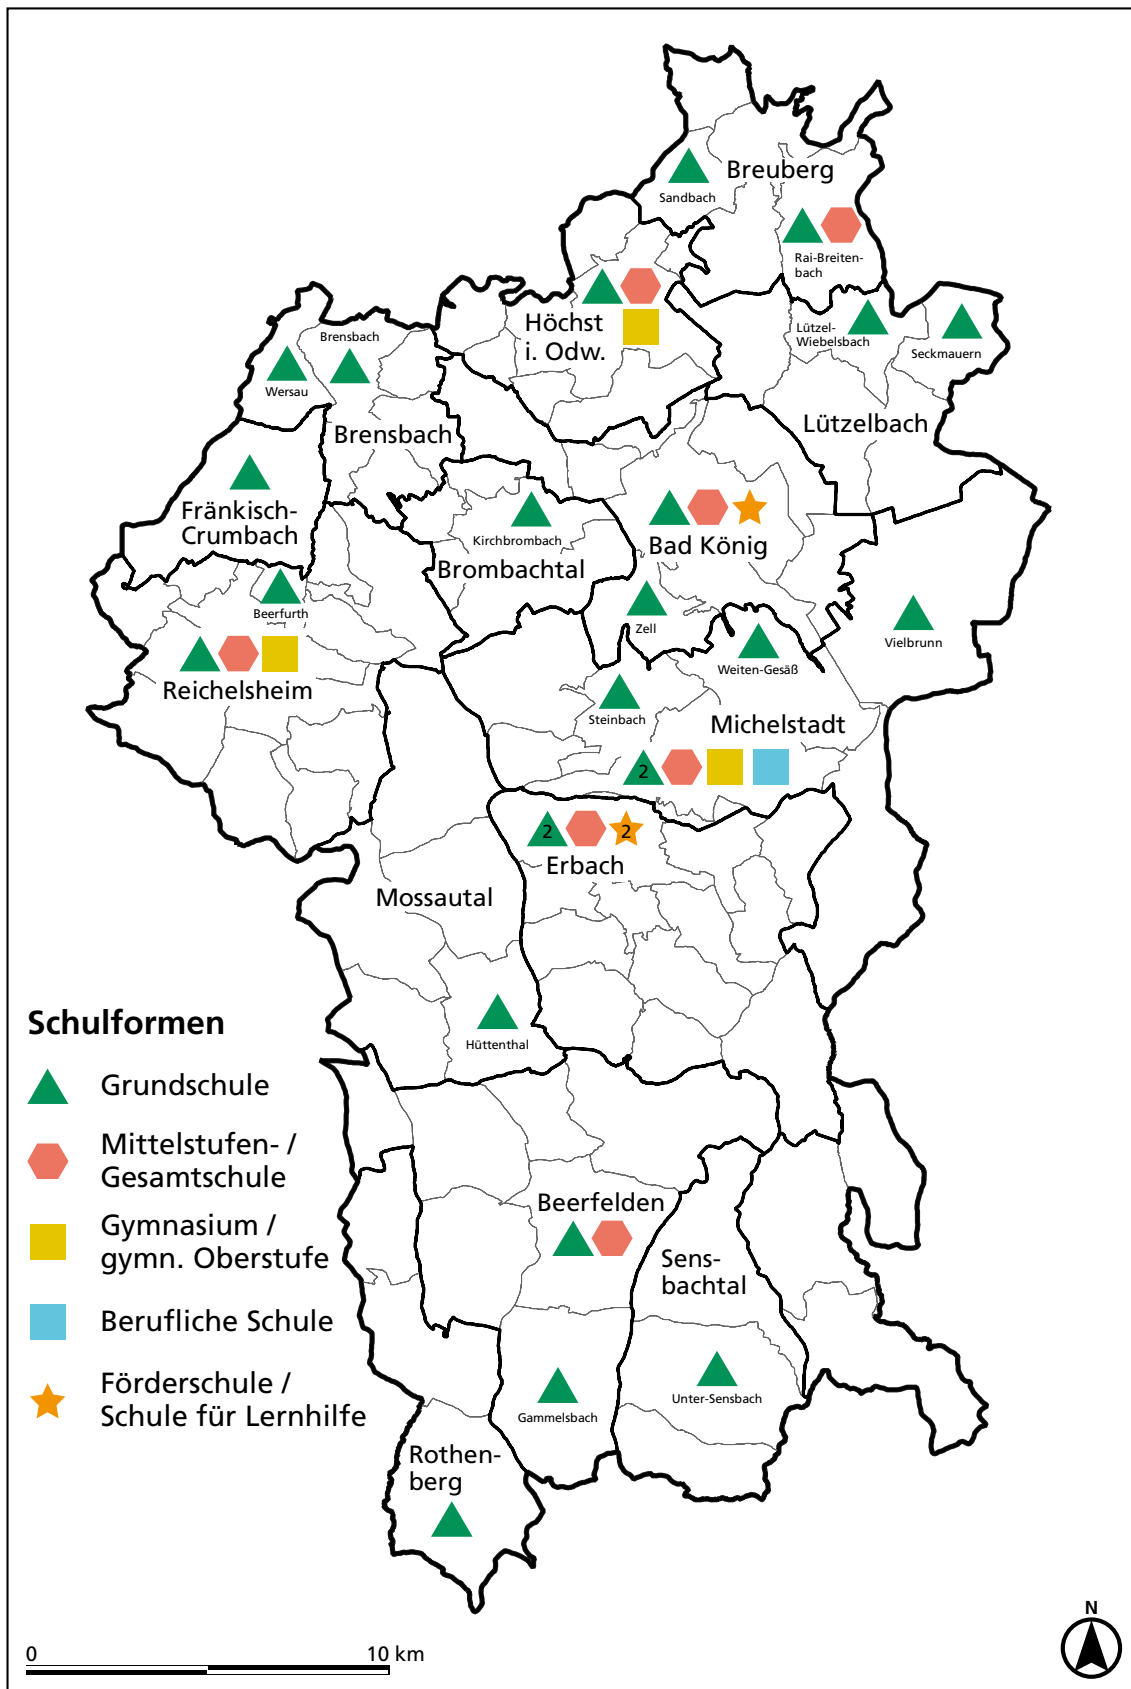 Breuberg
Sandbach
Rai-Breiten-
bach
Höchst
i. Odw.
Lützel-
Wiebelsbach
Seckmauern
Lützelbach
Brensbach
Wersau
Brensbach
Fränkisch-
Crumbach
Kirchbrombach
Brombachtal
Bad König
Zell
Vielbrunn
Beerfurth
Reichelsheim
Weiten-Gesäß
Steinbach
Michelstadt
2
2
2
Erbach
Mossautal
Hüttenthal
Beerfelden
Sens-
bachtal
Unter-Sensbach
Gammelsbach
Rothen-
berg
Schulformen
Grundschule
Mittelstufen- /
Gesamtschule
Gymnasium /
gymn. Oberstufe
Berufliche Schule
Förderschule /
Schule für Lernhilfe
0
10 km
N